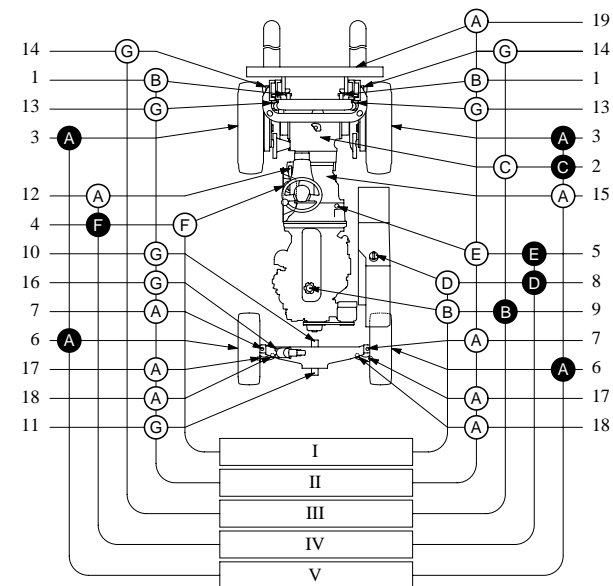 A 19
14 G G 14
1 B B 1
13 G G 13
3 A A 3
C C 2
12 A A 15
4 F F
10 E E 5
G
16 G D D 8
7 A B B 9
6 A A 7
17 A A 6
18 A A 17
11 G A 18
I
II
III
IV
V